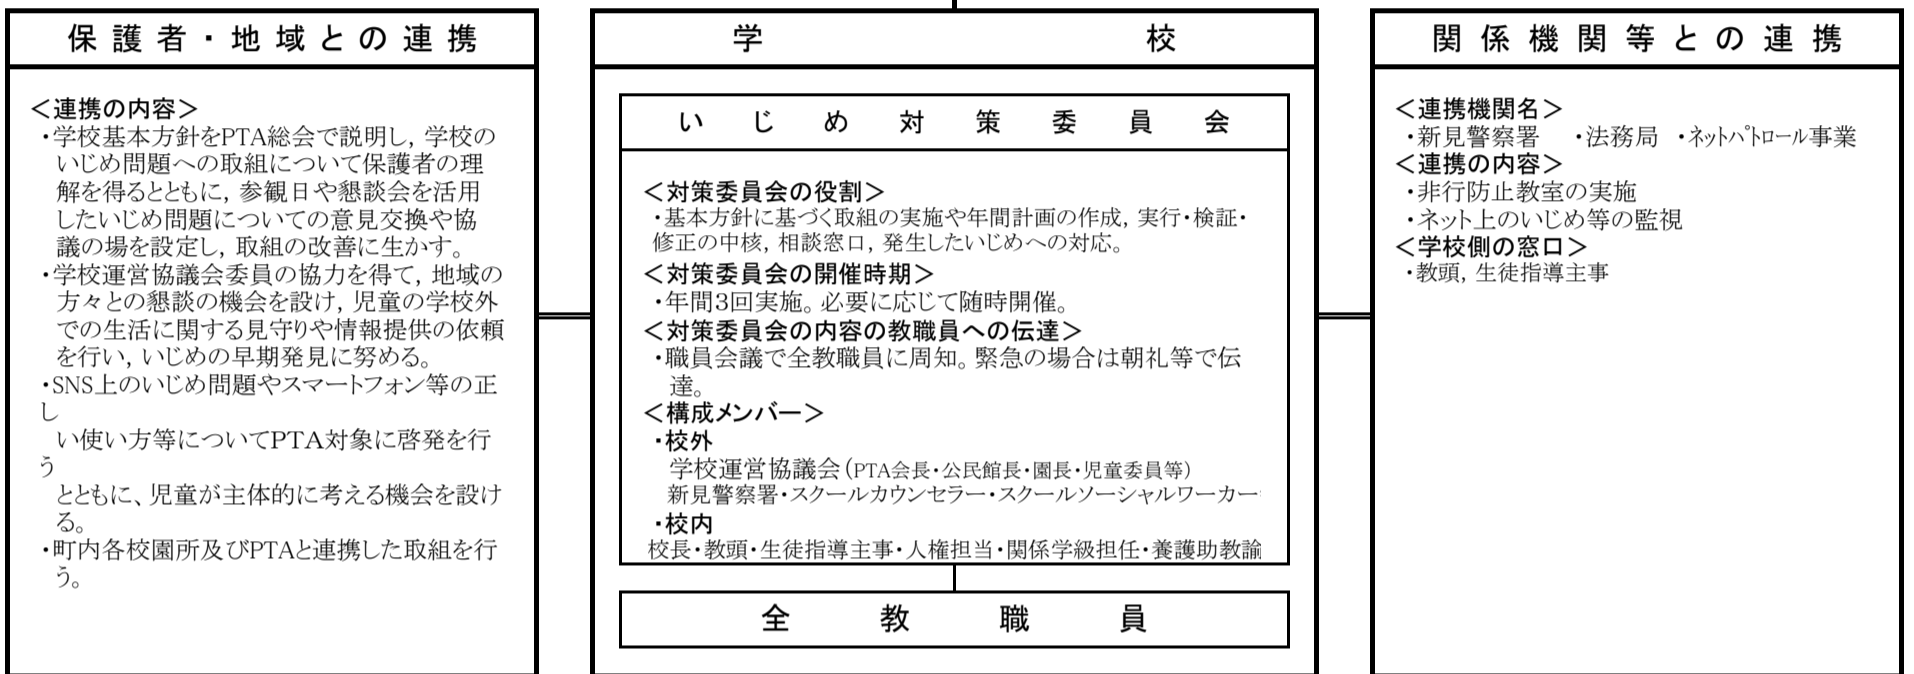 保護者・地域との連携
＜連携の内容＞
・学校基本方針をPTA総会で説明し，学校の
いじめ問題への取組について保護者の理
解を得るとともに，参観日や懇談会を活用
したいじめ問題についての意見交換や協
議の場を設定し，取組の改善に生かす。
・学校運営協議会委員の協力を得て，地域の
方々との懇談の機会を設け，児童の学校外
での生活に関する見守りや情報提供の依頼
を行い，いじめの早期発見に努める。
・SNS上のいじめ問題やスマートフォン等の正
し
い使い方等についてPTA対象に啓発を行
う
とともに、児童が主体的に考える機会を設け
る。
・町内各校園所及びPTAと連携した取組を行
う。
学校
いじめ対策委員会
＜対策委員会の役割＞
・基本方針に基づく取組の実施や年間計画の作成，実行・検証・
修正の中核，相談窓口，発生したいじめへの対応。
＜対策委員会の開催時期＞
・年間３回実施。必要に応じて随時開催。
＜対策委員会の内容の教職員への伝達＞
・職員会議で全教職員に周知。緊急の場合は朝礼等で伝
達。
＜構成メンバー＞
・校外
学校運営協議会（PTA会長・公民館長・園長・児童委員等）
新見警察署・スクールカウンセラー・スクールソーシャルワーカー
・校内
校長・教頭・生徒指導主事・人権担当・関係学級担任・養護助教諭
全教職員
関係機関等との連携
＜連携機関名＞
・新見警察署　・法務局　・ﾈｯﾄﾊﾟﾄﾛｰﾙ事業
＜連携の内容＞
・非行防止教室の実施
・ネット上のいじめ等の監視
＜学校側の窓口＞
・教頭，生徒指導主事